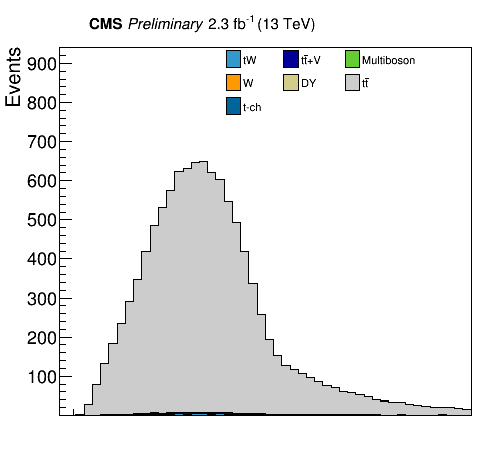 CMS Preliminary 2.3 fb⁻¹ (13 TeV)
Events
900
800
700
600
500
400
300
200
100
tW
tt̄+V
Multiboson
W
DY
tt̄
t-ch